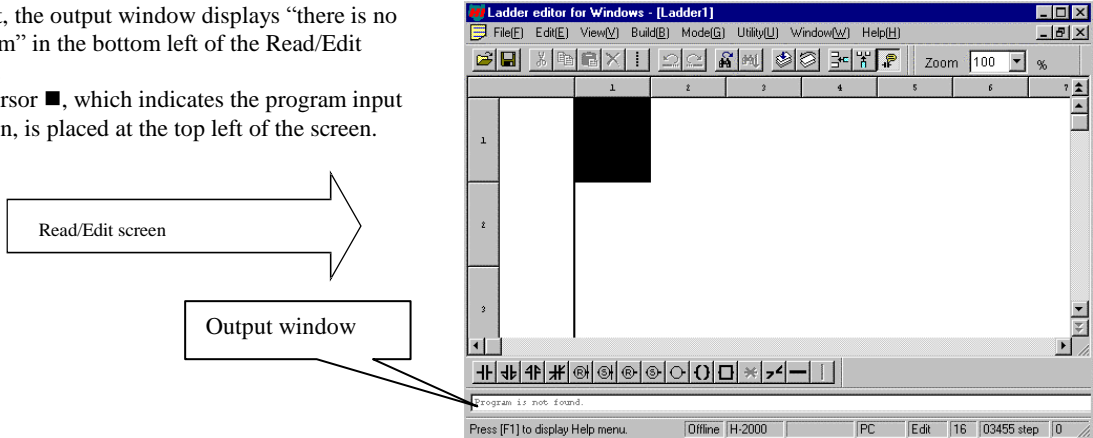 t, the output window displays “there is no
m” in the bottom left of the Read/Edit
rsor ■, which indicates the program input
n, is placed at the top left of the screen.
Read/Edit screen
Output window
Ladder editor for Windows - [Ladder1]
File(F) Edit(E) View(V) Build(B) Mode(G) Utility(U) Window(W) Help(H)
Zoom 100 %
1 2 3 4 5 6 7
1
2
3
Program is not found.
Press [F1] to display Help menu. Offline H-2000 PC Edit 16 03455 step 0